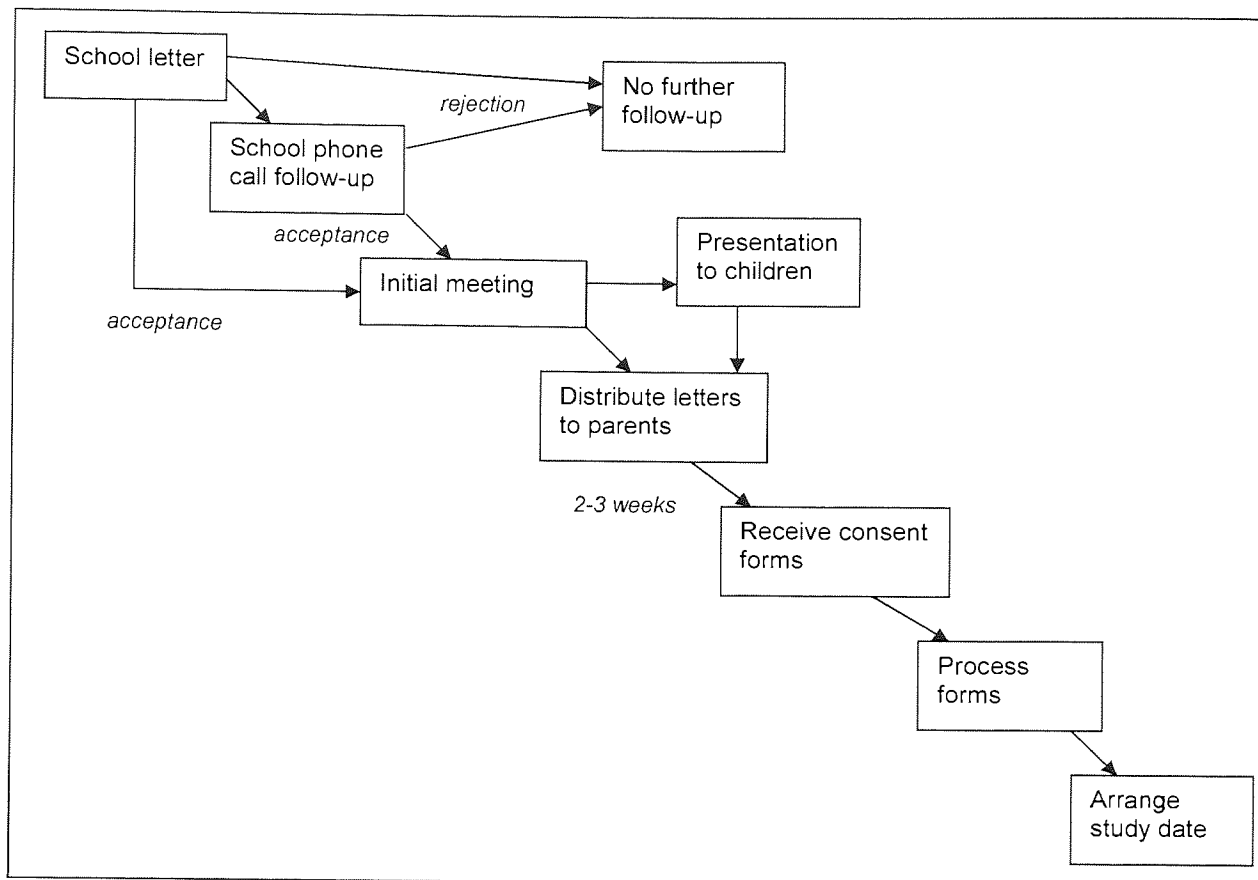 School letter
No further
follow-up
rejection
School phone
call follow-up
acceptance
Presentation
to children
Initial meeting
acceptance
Distribute letters
to parents
2-3 weeks
Receive consent
forms
Process
forms
Arrange
study date